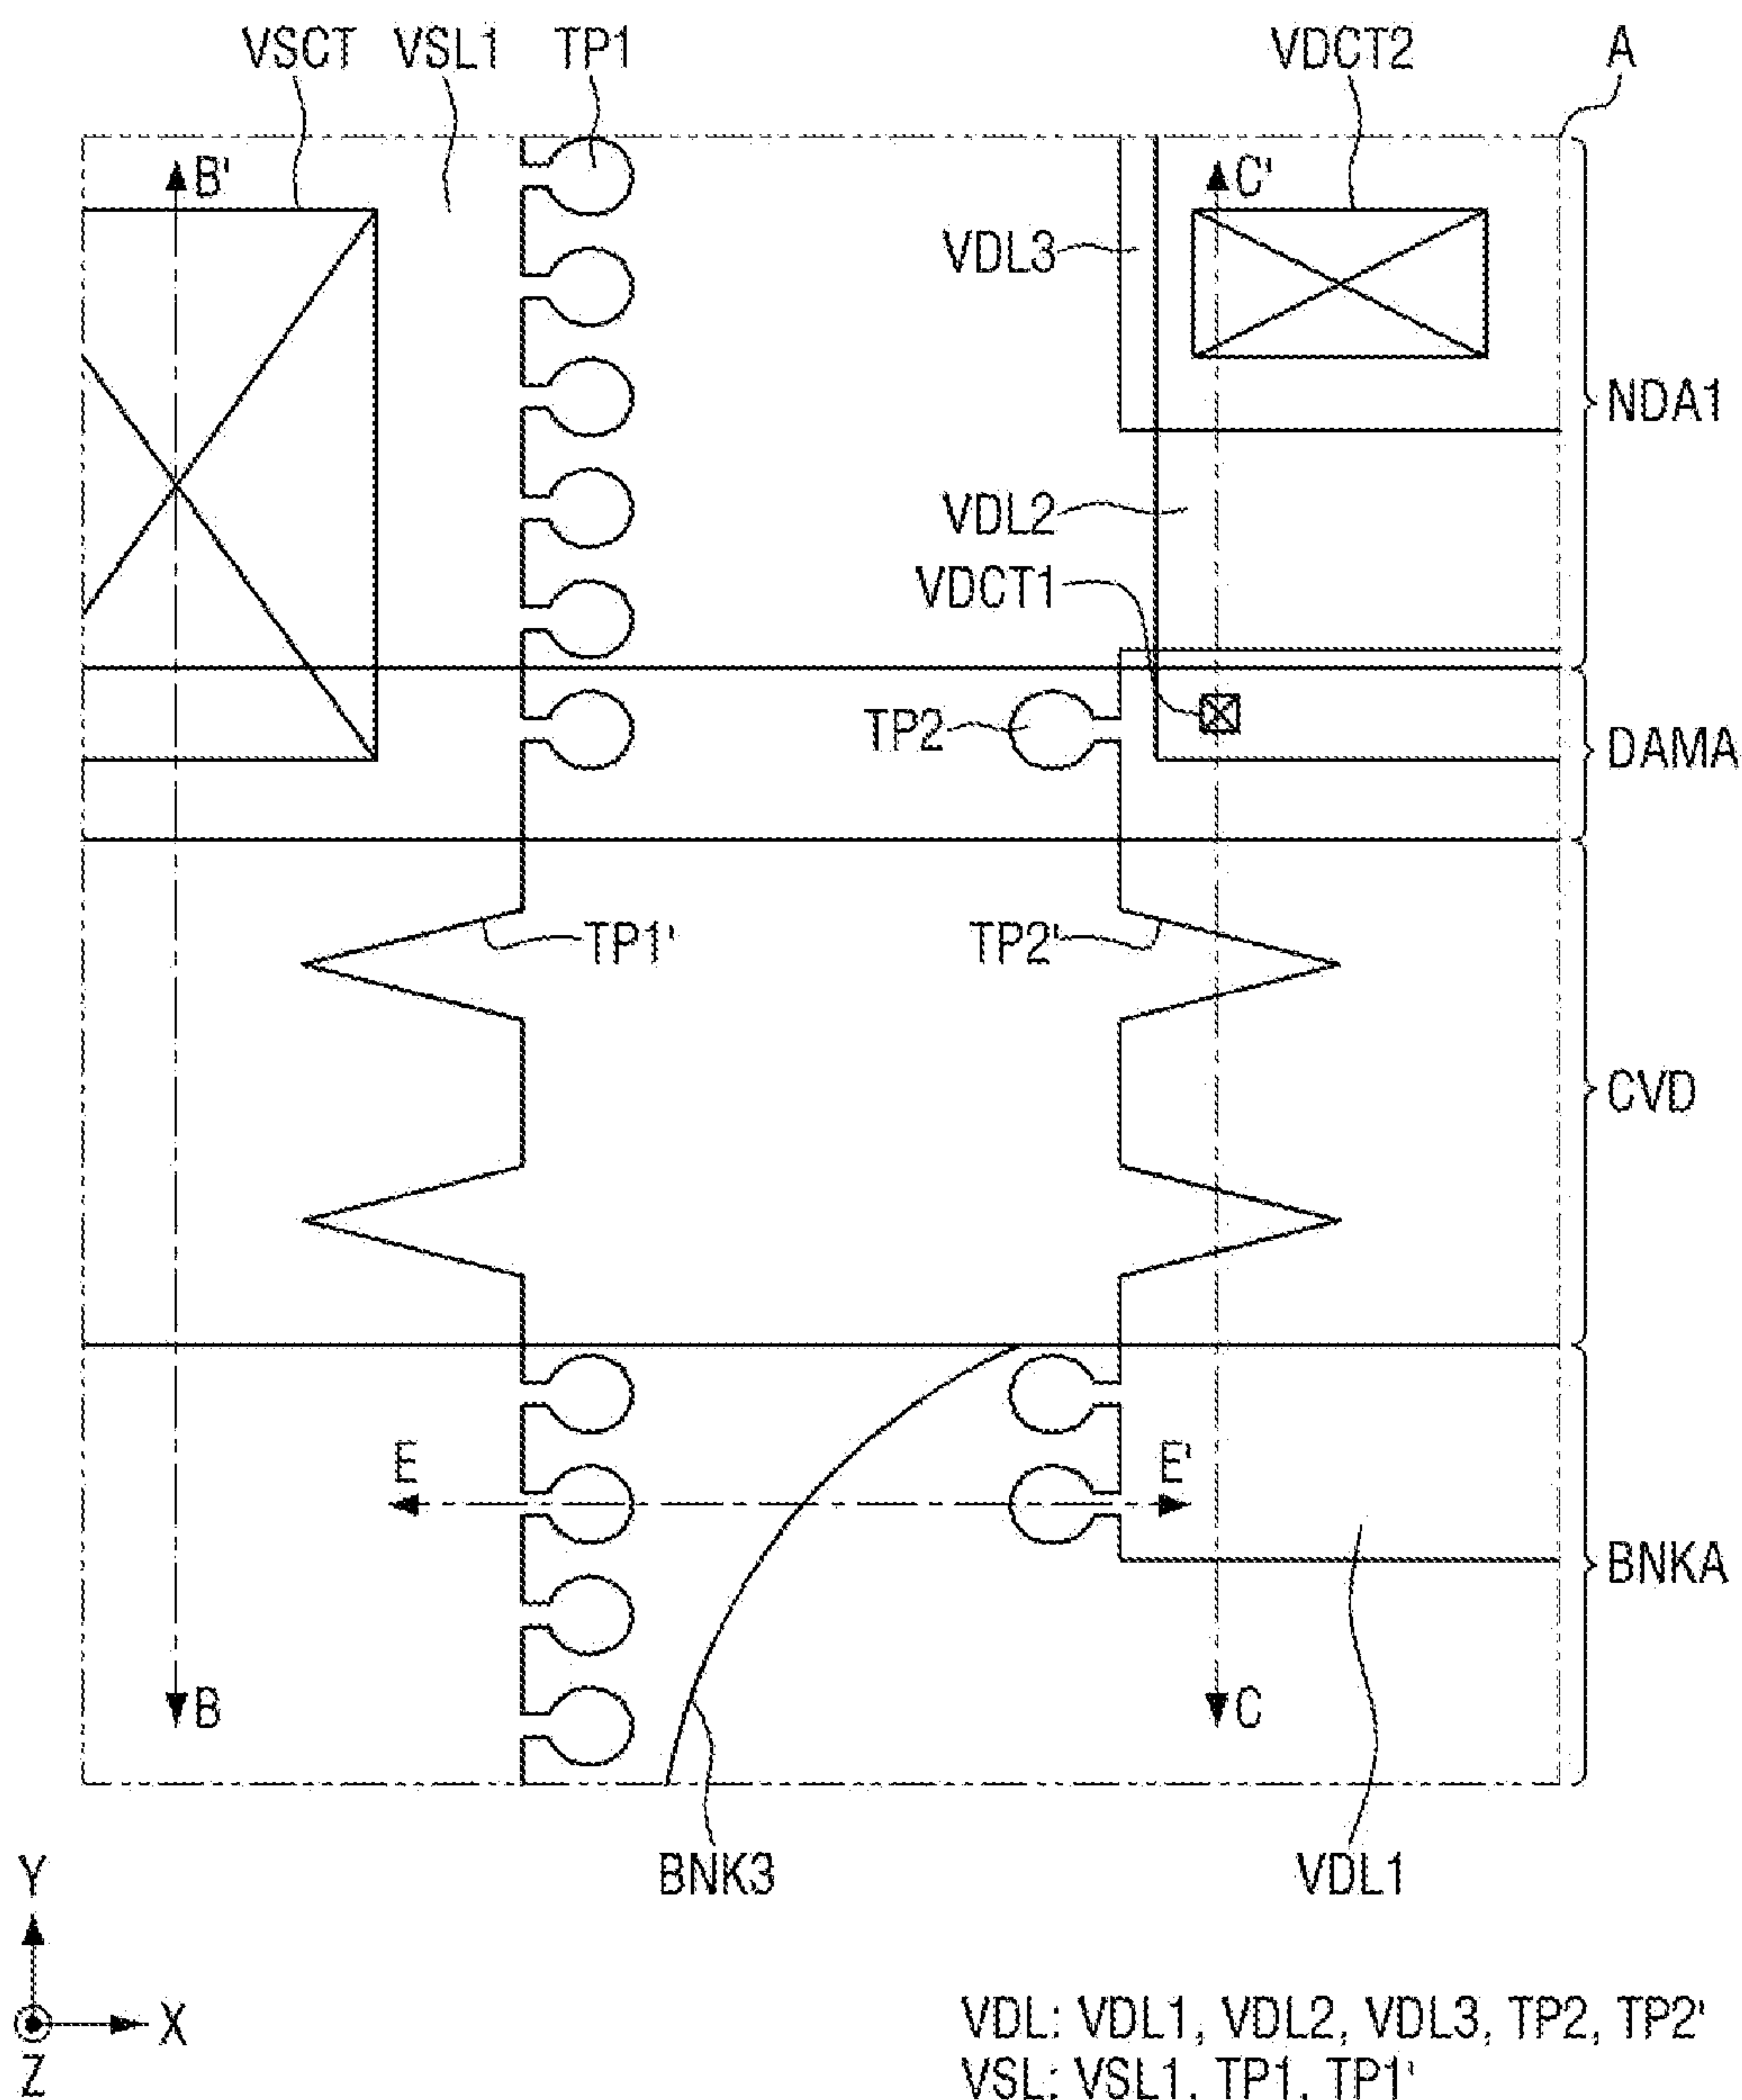 VSCT VSL1 TP1 VDCT2 A
B' C'
VDL3
NDA1
VDL2
VDCT1
TP2 DAMA
TP1' TP2'
CVD
E E'
BNKA
B C
BNK3 VDL1
Y
X
Z
VDL: VDL1, VDL2, VDL3, TP2, TP2'
VSL: VSL1, TP1, TP1'